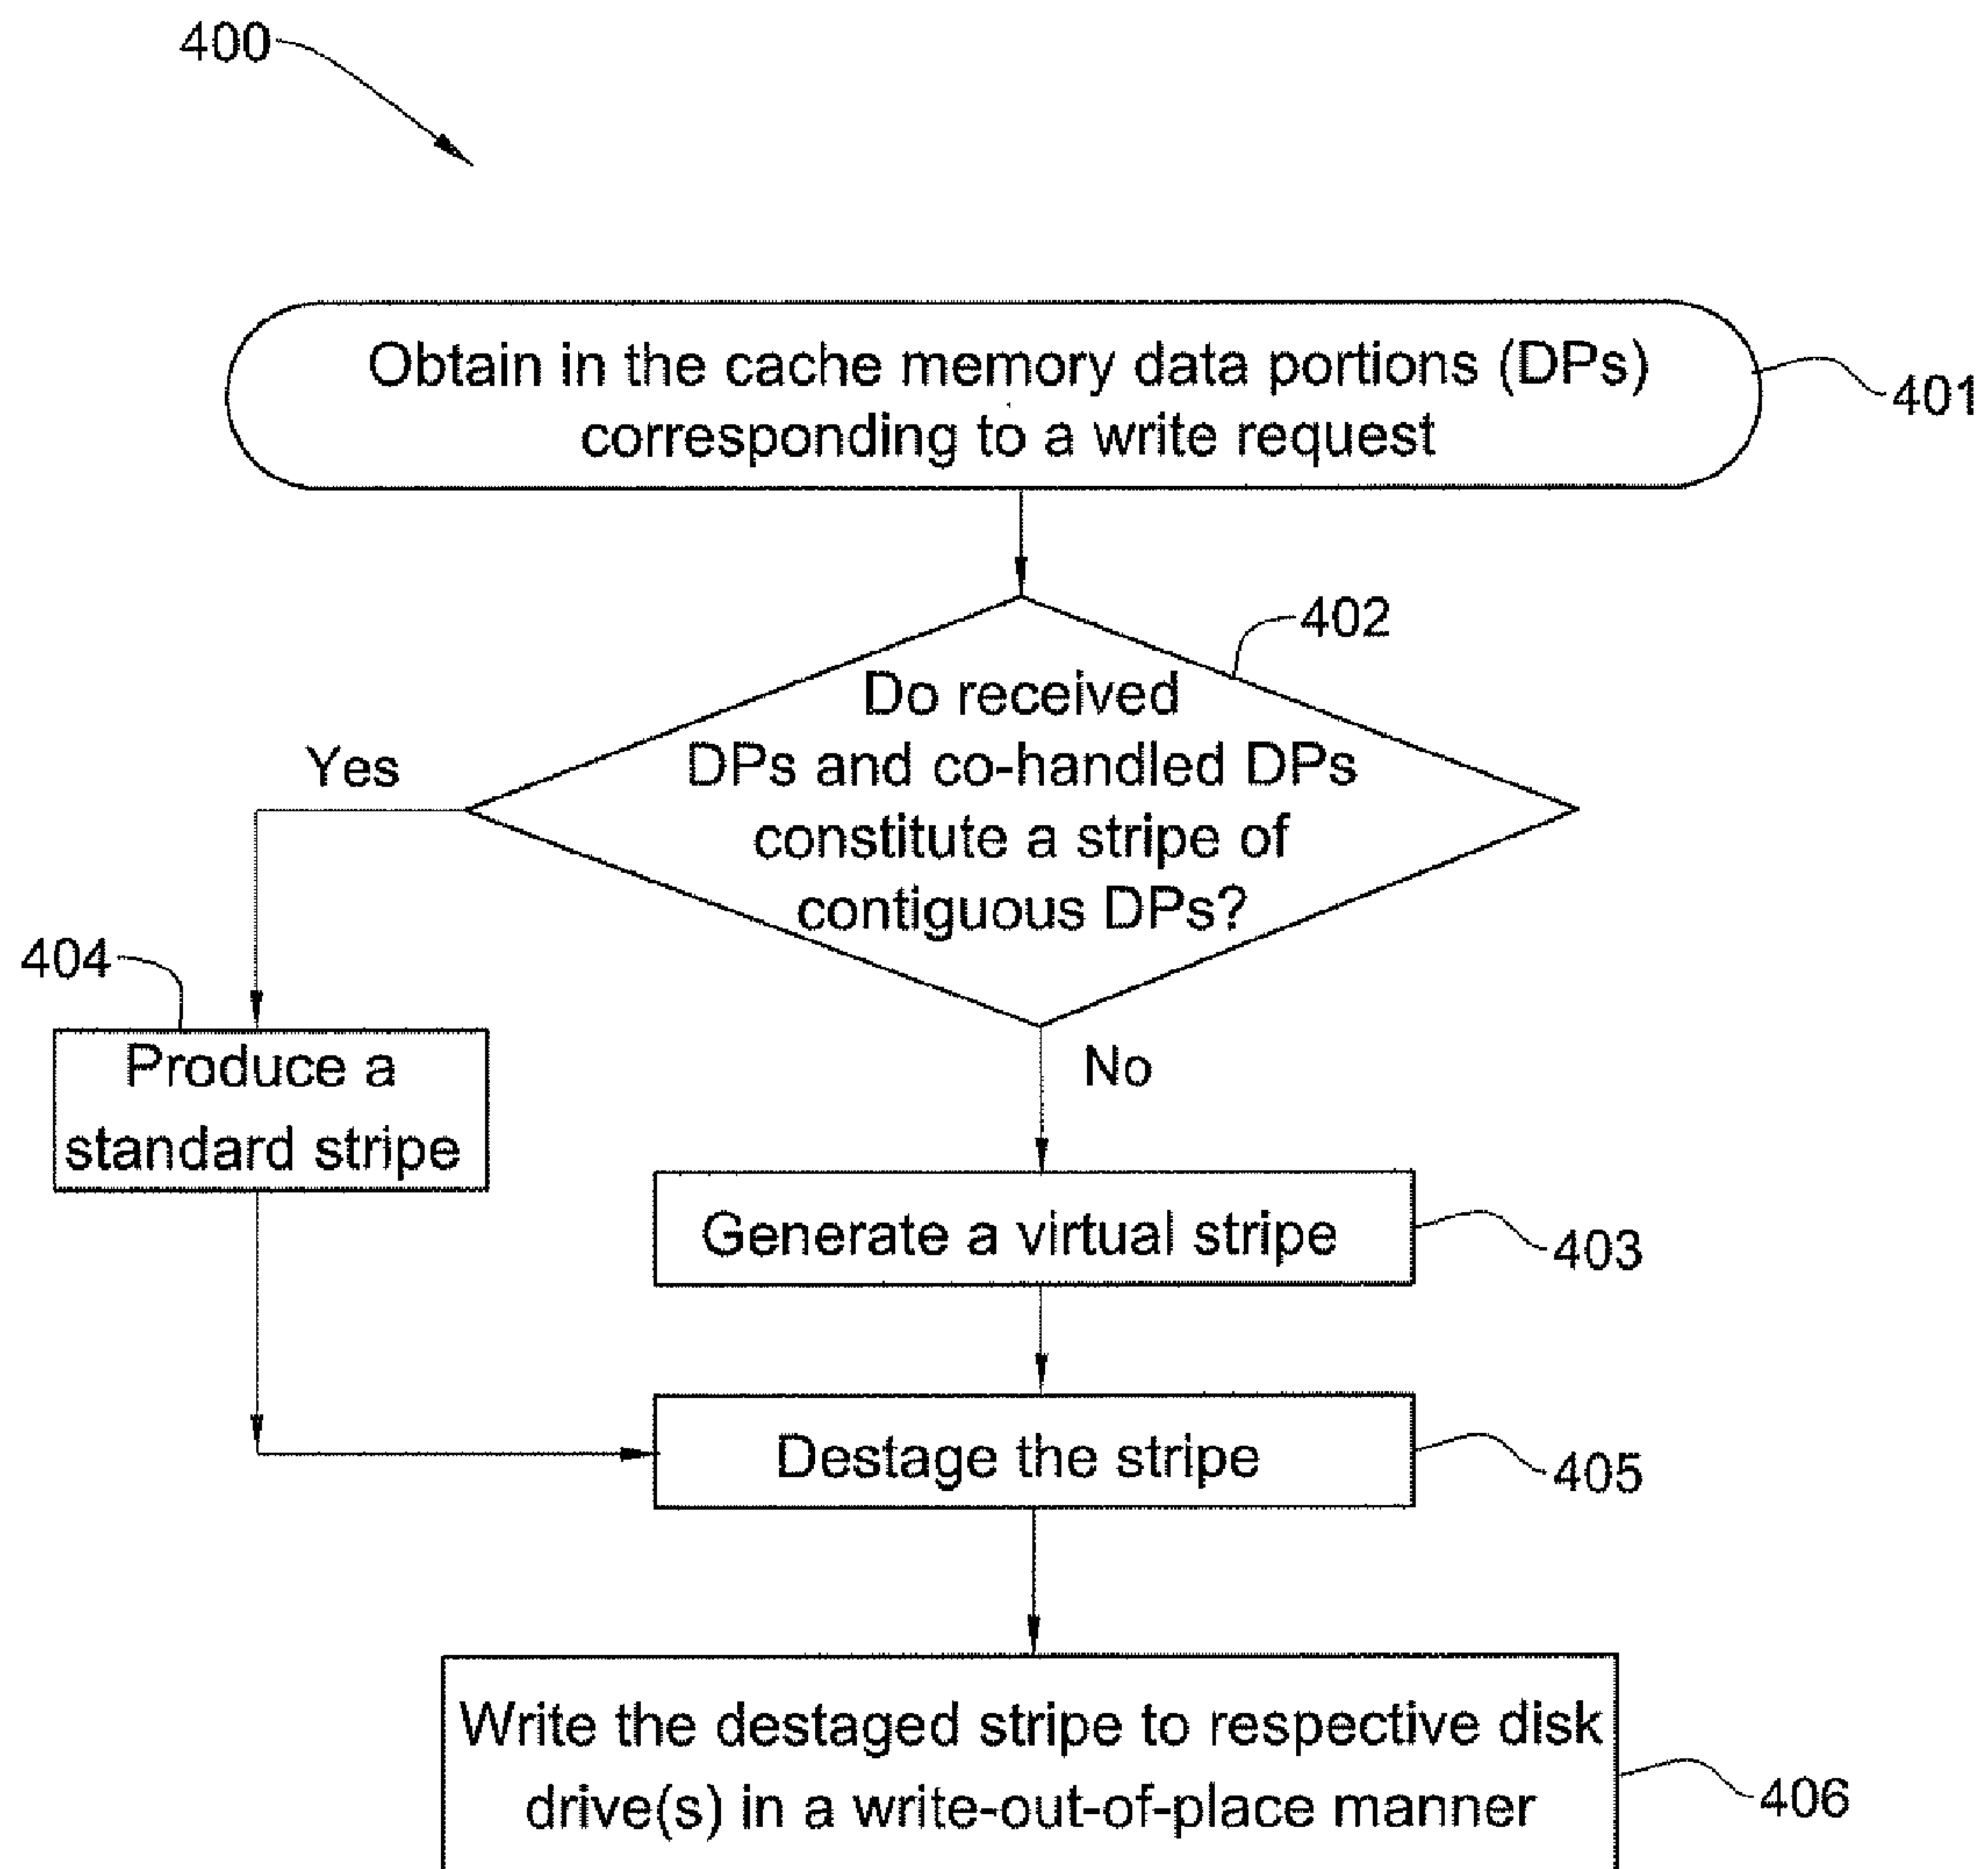 400
Obtain in the cache memory data portions (DPs)
corresponding to a write request
401
402
Do received
DPs and co-handled DPs
constitute a stripe of
contiguous DPs?
Yes
404
Produce a
standard stripe
No
Generate a virtual stripe
403
Destage the stripe
405
Write the destaged stripe to respective disk
drive(s) in a write-out-of-place manner
406